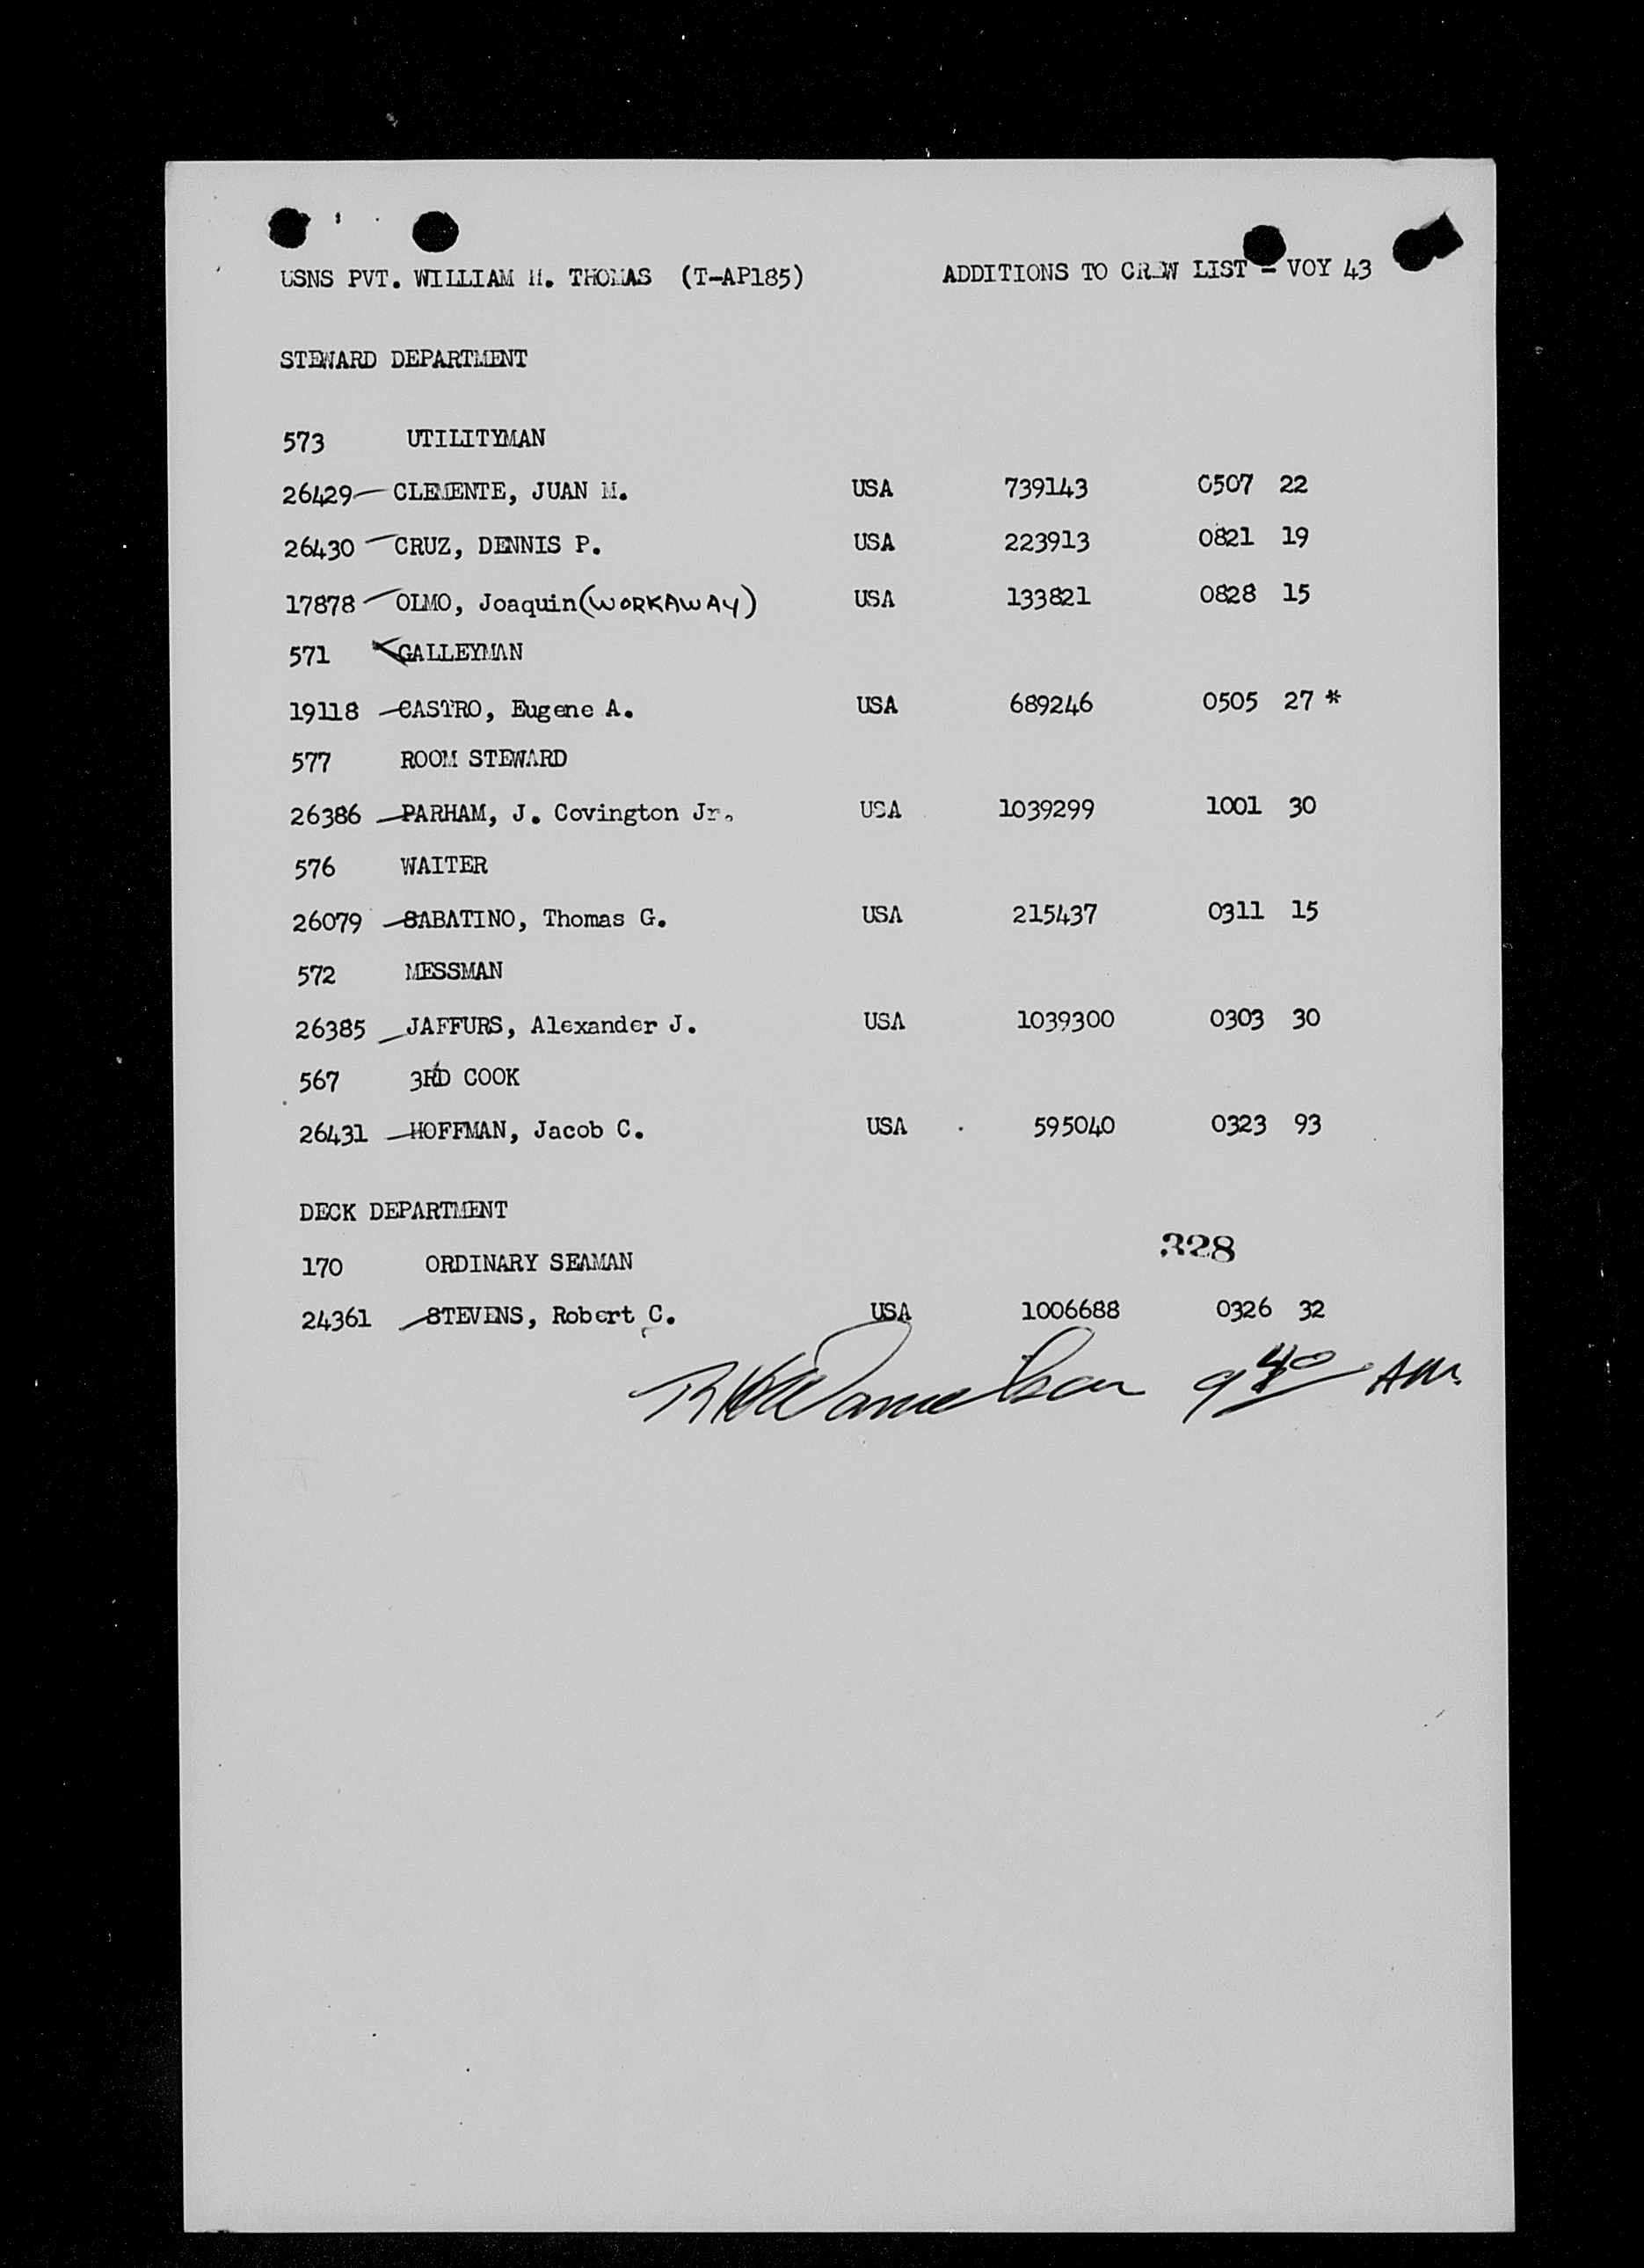 USNS PVT. WILLIAM H. THOMAS (T-AP185) ADDITIONS TO CREW LIST - VOY 43
STEWARD DEPARTMENT
573 UTILITYMAN
26429 CLEMENTE, JUAN M. USA 739143 0507 22
26430 CRUZ, DENNIS P. USA 223913 0821 19
17878 OLMO, Joaquin (WORKAWAY) USA 133821 0828 15
571 GALLEYMAN
19118 CASTRO, Eugene A. USA 689246 0505 27 *
577 ROOM STEWARD
26386 PARHAM, J. Covington Jr. USA 1039299 1001 30
576 WAITER
26079 SABATINO, Thomas G. USA 215437 0311 15
572 MESSMAN
26385 JAFFURS, Alexander J. USA 1039300 0303 30
567 3RD COOK
26431 HOFFMAN, Jacob C. USA 595040 0323 93
DECK DEPARTMENT
328
170 ORDINARY SEAMAN
24361 STEVENS, Robert C. USA 1006688 0326 32
9 40 AM.